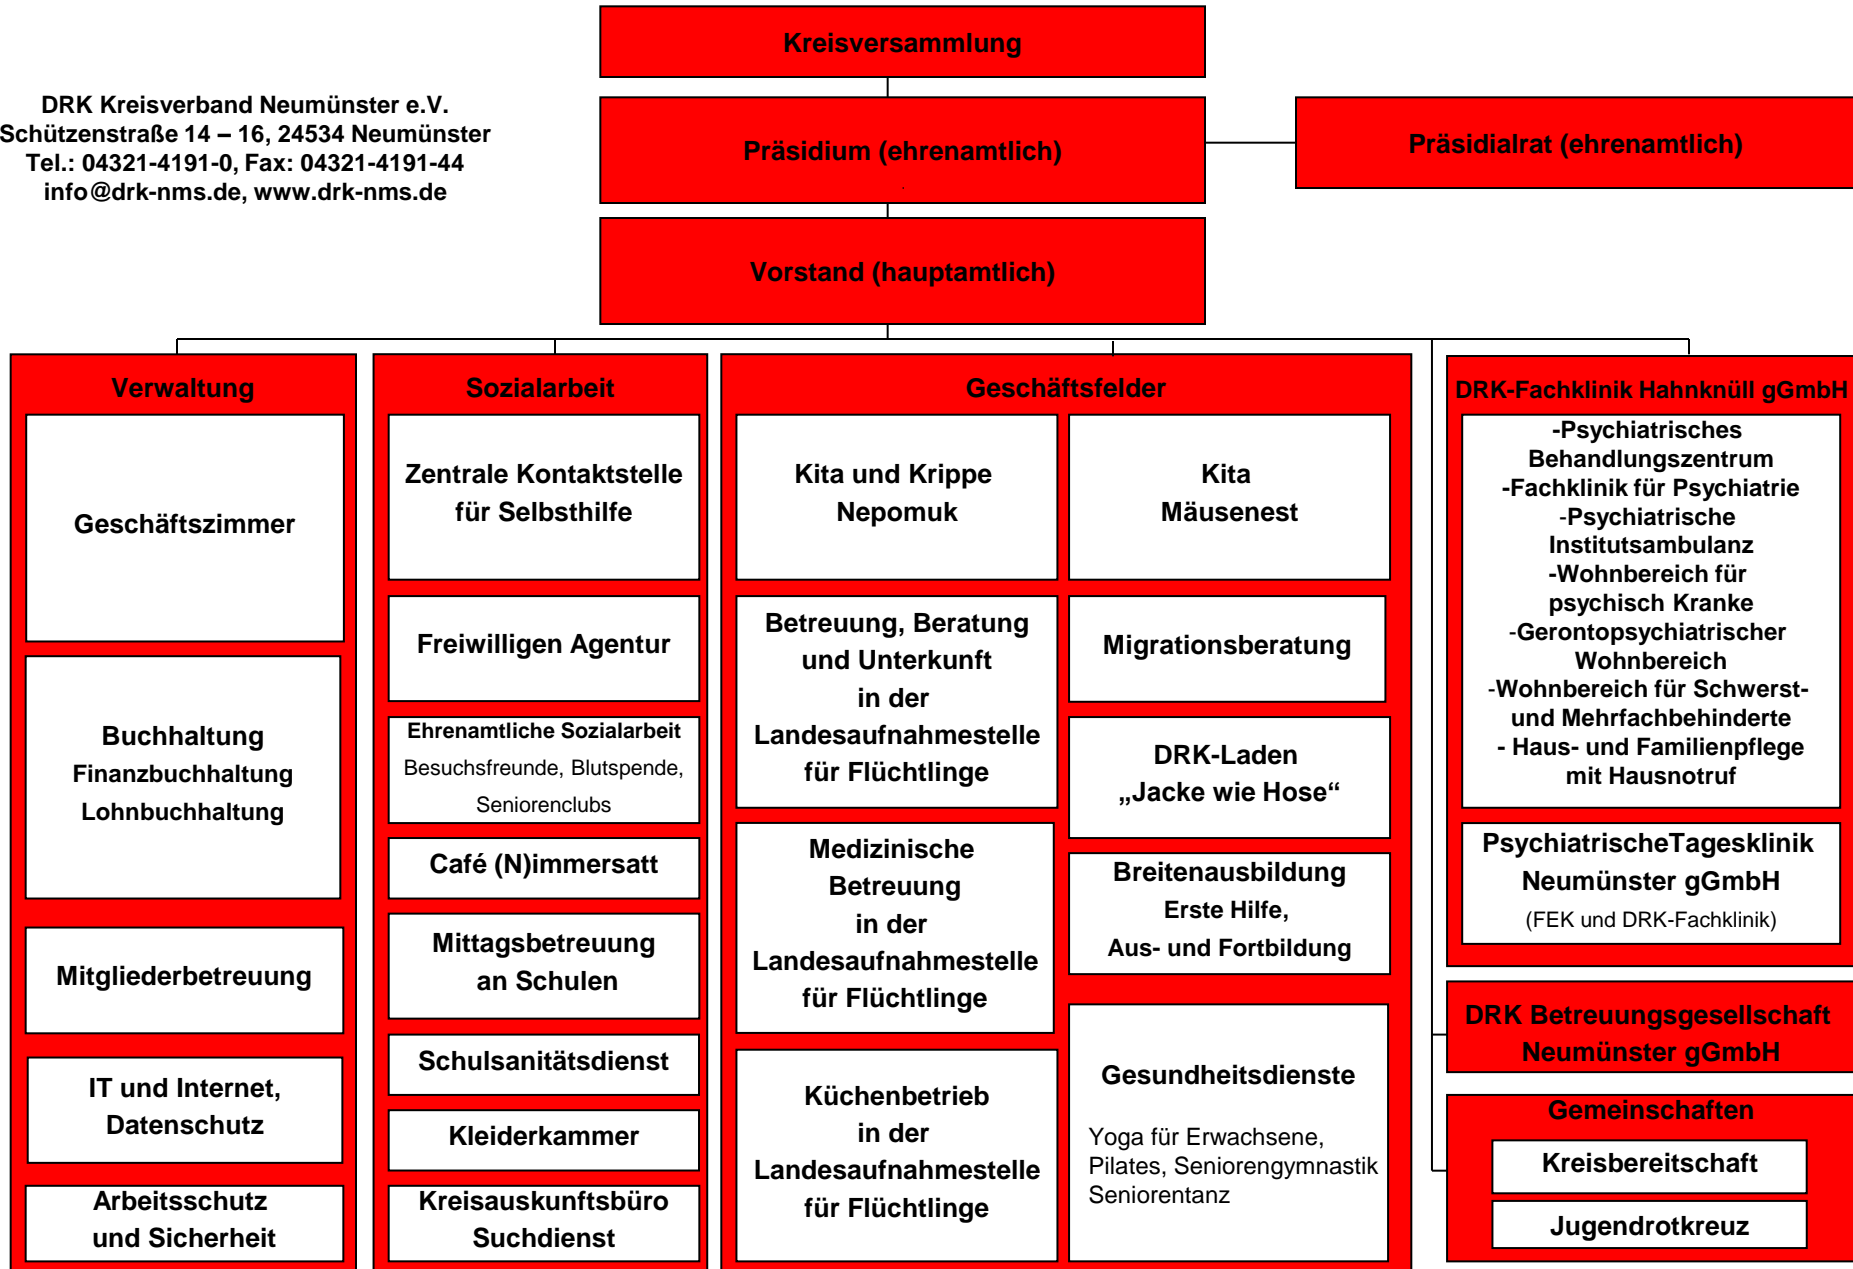 Kreisversammlung
DRK Kreisverband Neumünster e.V.
Schützenstraße 14 – 16, 24534 Neumünster
Tel.: 04321-4191-0, Fax: 04321-4191-44
info@drk-nms.de, www.drk-nms.de
Präsidium (ehrenamtlich)
Präsidialrat (ehrenamtlich)
Vorstand (hauptamtlich)
Verwaltung
Geschäftszimmer
Buchhaltung
Finanzbuchhaltung
Lohnbuchhaltung
Mitgliederbetreuung
IT und Internet,
Datenschutz
Arbeitsschutz
und Sicherheit
Sozialarbeit
Zentrale Kontaktstelle
für Selbsthilfe
Freiwilligen Agentur
Ehrenamtliche Sozialarbeit
Besuchsfreunde, Blutspende,
Seniorenclubs
Café (N)immersatt
Mittagsbetreuung
an Schulen
Schulsanitätsdienst
Kleiderkammer
Kreisauskunftsbüro
Suchdienst
Geschäftsfelder
Kita und Krippe
Nepomuk
Betreuung, Beratung
und Unterkunft
in der
Landesaufnahmestelle
für Flüchtlinge
Medizinische
Betreuung
in der
Landesaufnahmestelle
für Flüchtlinge
Küchenbetrieb
in der
Landesaufnahmestelle
für Flüchtlinge
Kita
Mäusenest
Migrationsberatung
DRK-Laden
„Jacke wie Hose“
Breitenausbildung
Erste Hilfe,
Aus- und Fortbildung
Gesundheitsdienste
Yoga für Erwachsene,
Pilates, Seniorengymnastik
Seniorentanz
DRK-Fachklinik Hahnknüll gGmbH
-Psychiatrisches
Behandlungszentrum
-Fachklinik für Psychiatrie
-Psychiatrische
Institutsambulanz
-Wohnbereich für
psychisch Kranke
-Gerontopsychiatrischer
Wohnbereich
-Wohnbereich für Schwerst-
und Mehrfachbehinderte
- Haus- und Familienpflege
mit Hausnotruf
PsychiatrischeTagesklinik
Neumünster gGmbH
(FEK und DRK-Fachklinik)
DRK Betreuungsgesellschaft
Neumünster gGmbH
Gemeinschaften
Kreisbereitschaft
Jugendrotkreuz